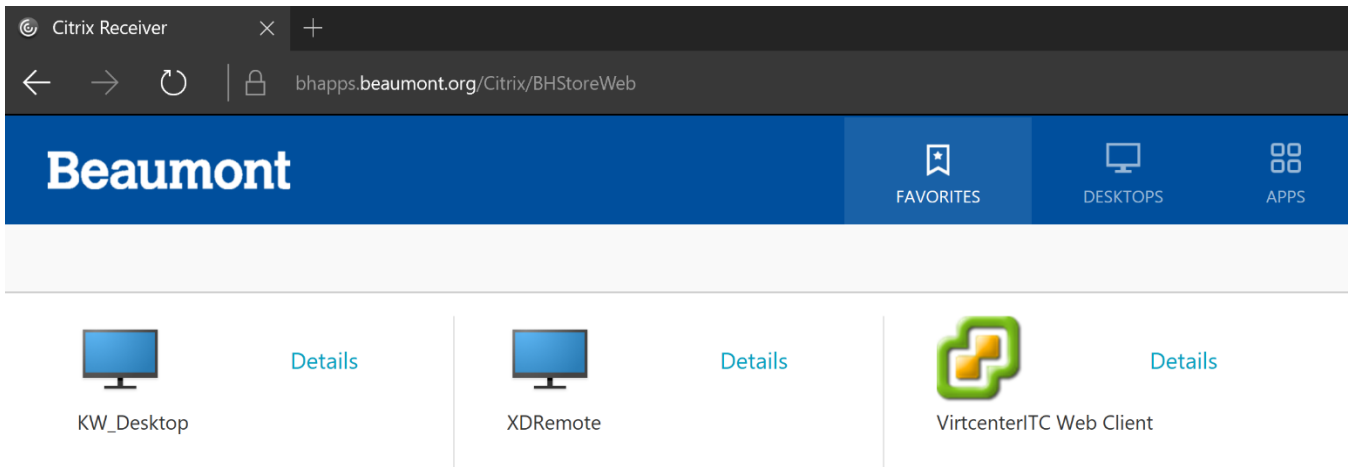 Citrix Receiver
bhapps.beaumont.org/Citrix/BHStoreWeb
Beaumont
FAVORITES
DESKTOPS
APPS
Details
KW_Desktop
Details
XDRemote
Details
VirtcenterITC Web Client